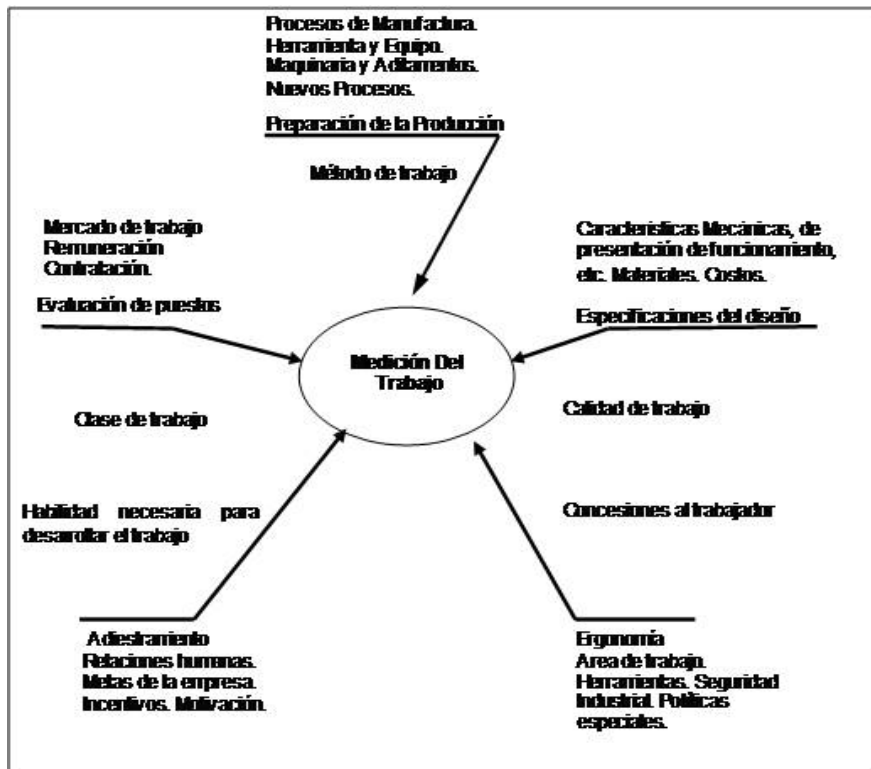 Procesos de Manufactura.
Herramienta y Equipo.
Maquinaria y Aditamentos.
Nuevos Procesos.
Preparación de la Producción
Método de trabajo
Mercado de trabajo
Remuneración
Contratación.
Evaluación de puestos
Características Mecánicas, de
presentación de funcionamiento,
etc. Materiales. Costos.
Especificaciones del diseño
Medición Del
Trabajo
Clase de trabajo
Calidad de trabajo
Habilidad necesaria para
desarrollar el trabajo
Concesiones al trabajador
Adiestramiento
Relaciones humanas.
Metas de la empresa.
Incentivos. Motivación.
Ergonomía
Area de trabajo.
Herramientas. Seguridad
Industrial. Políticas
especiales.